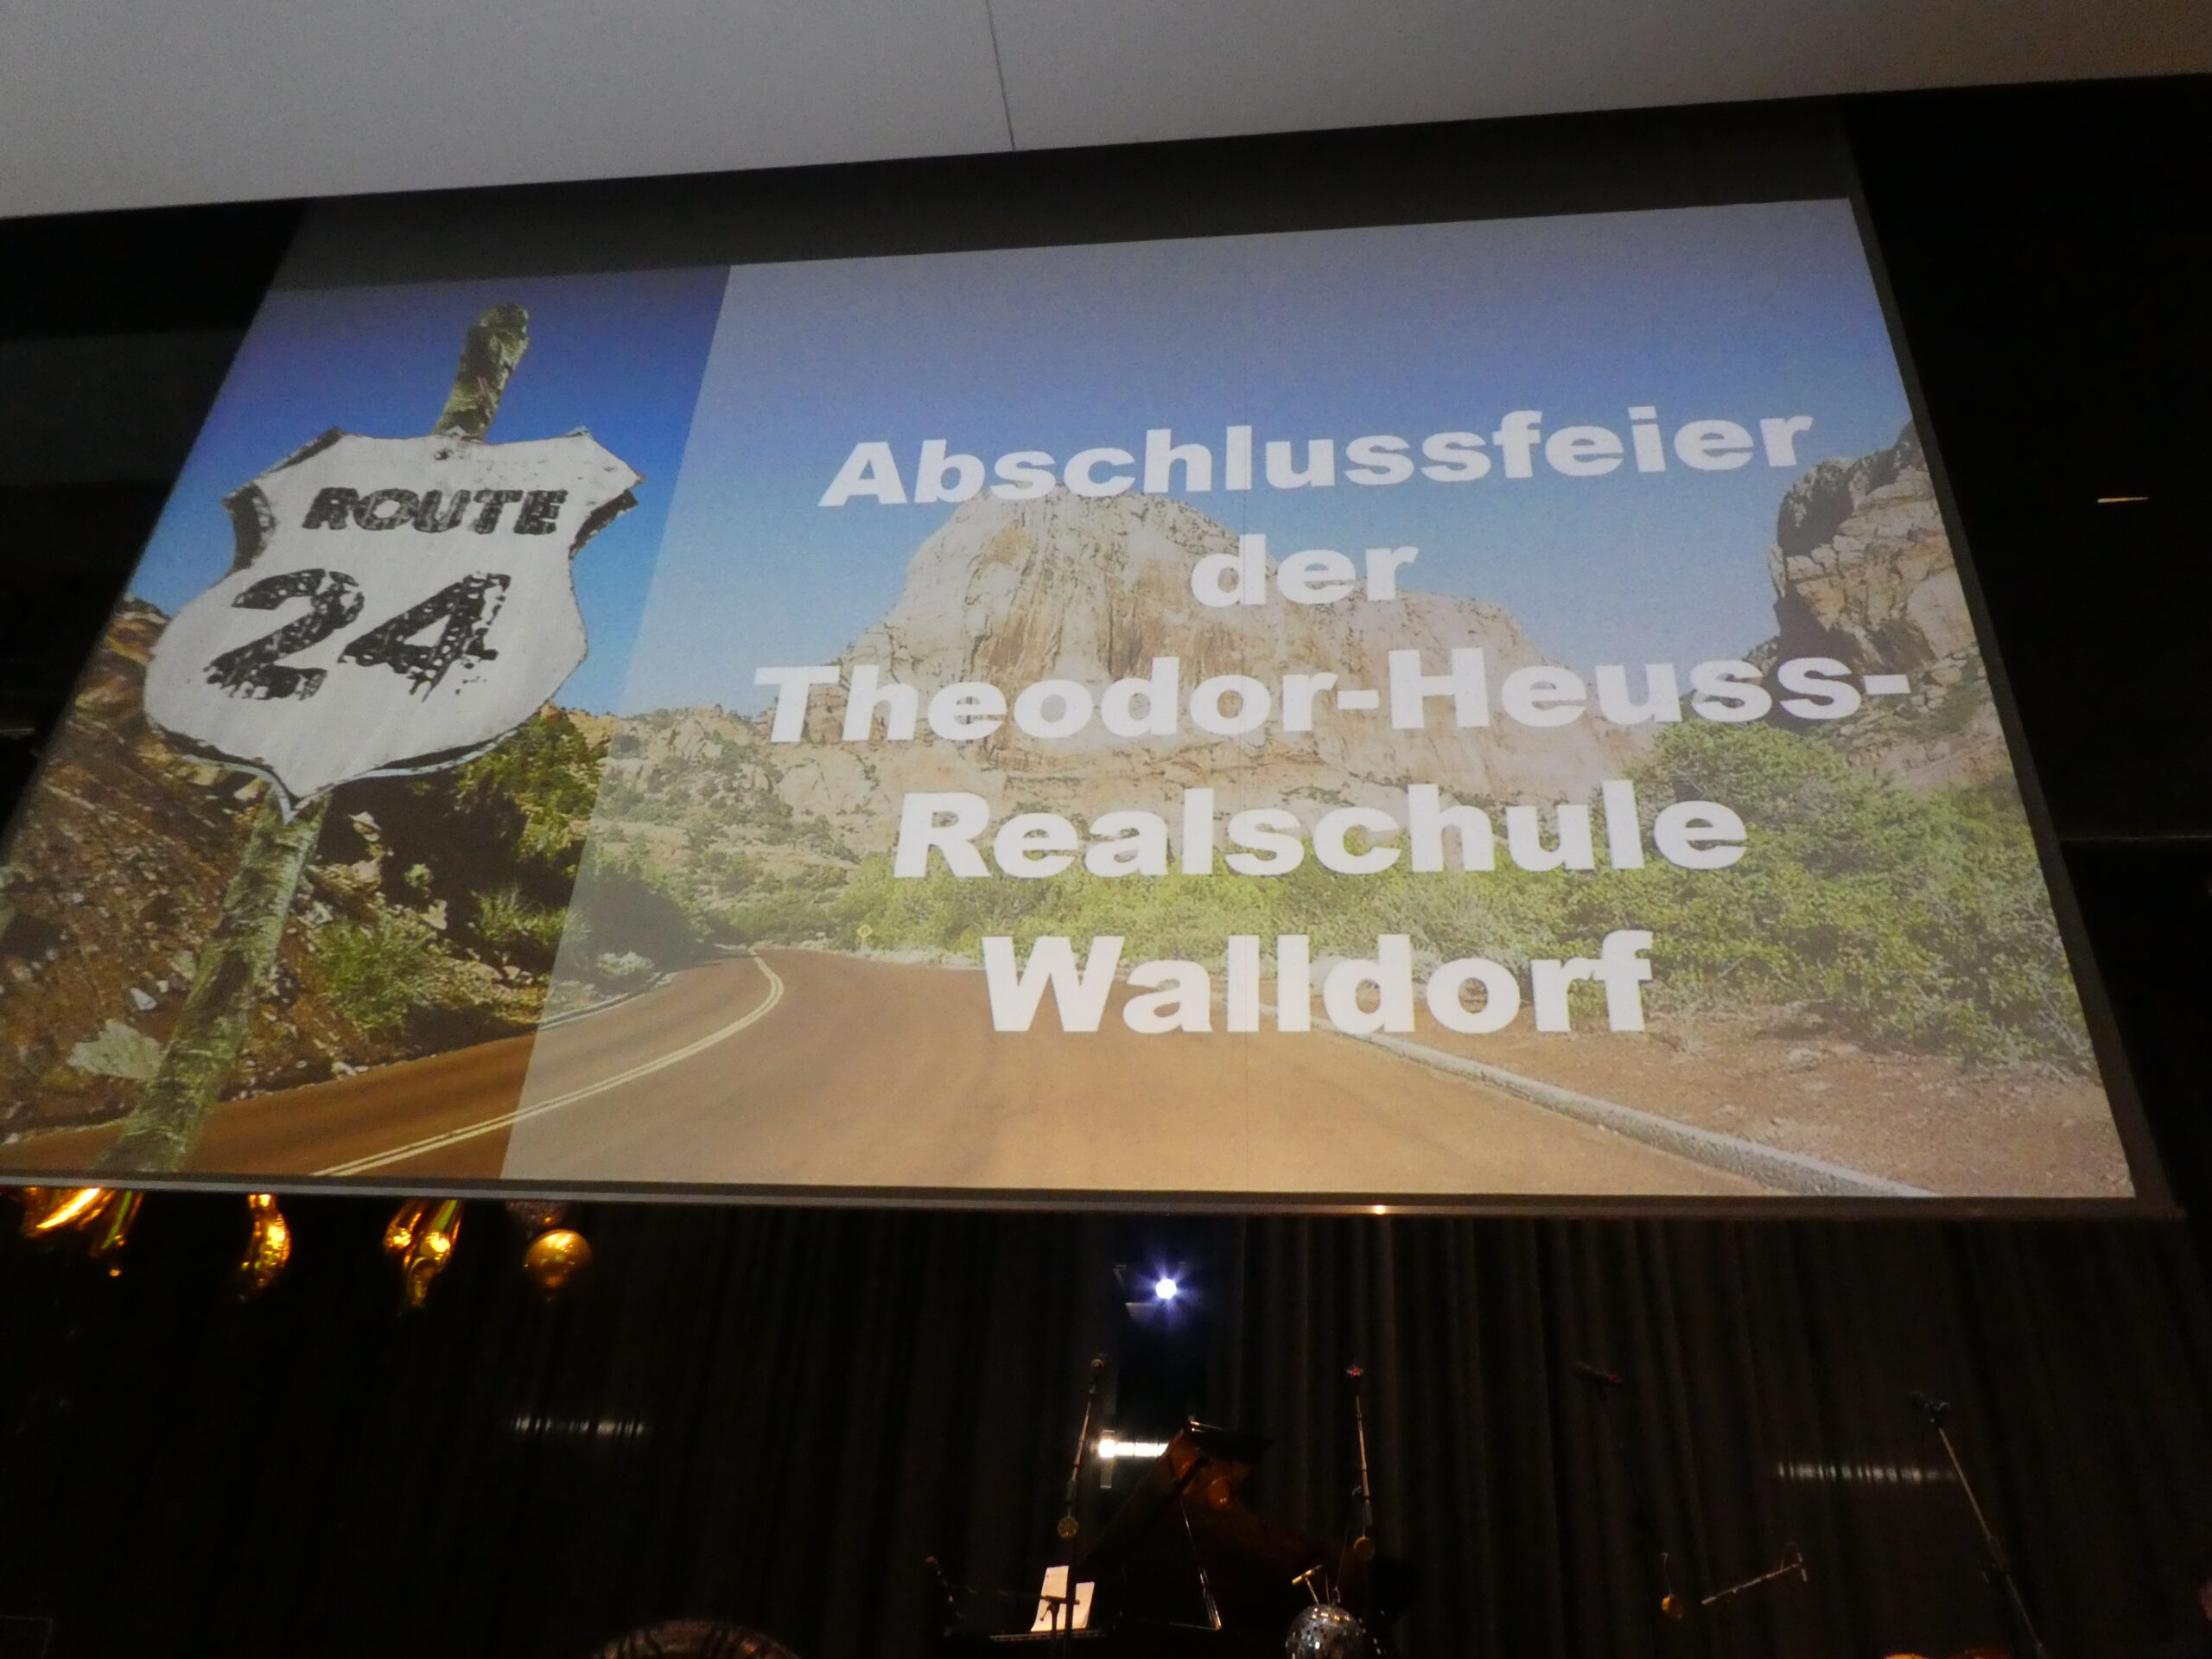 ROUTE
24
Abschlussfeier
der
Theodor-Heuss-
Realschule
Walldorf